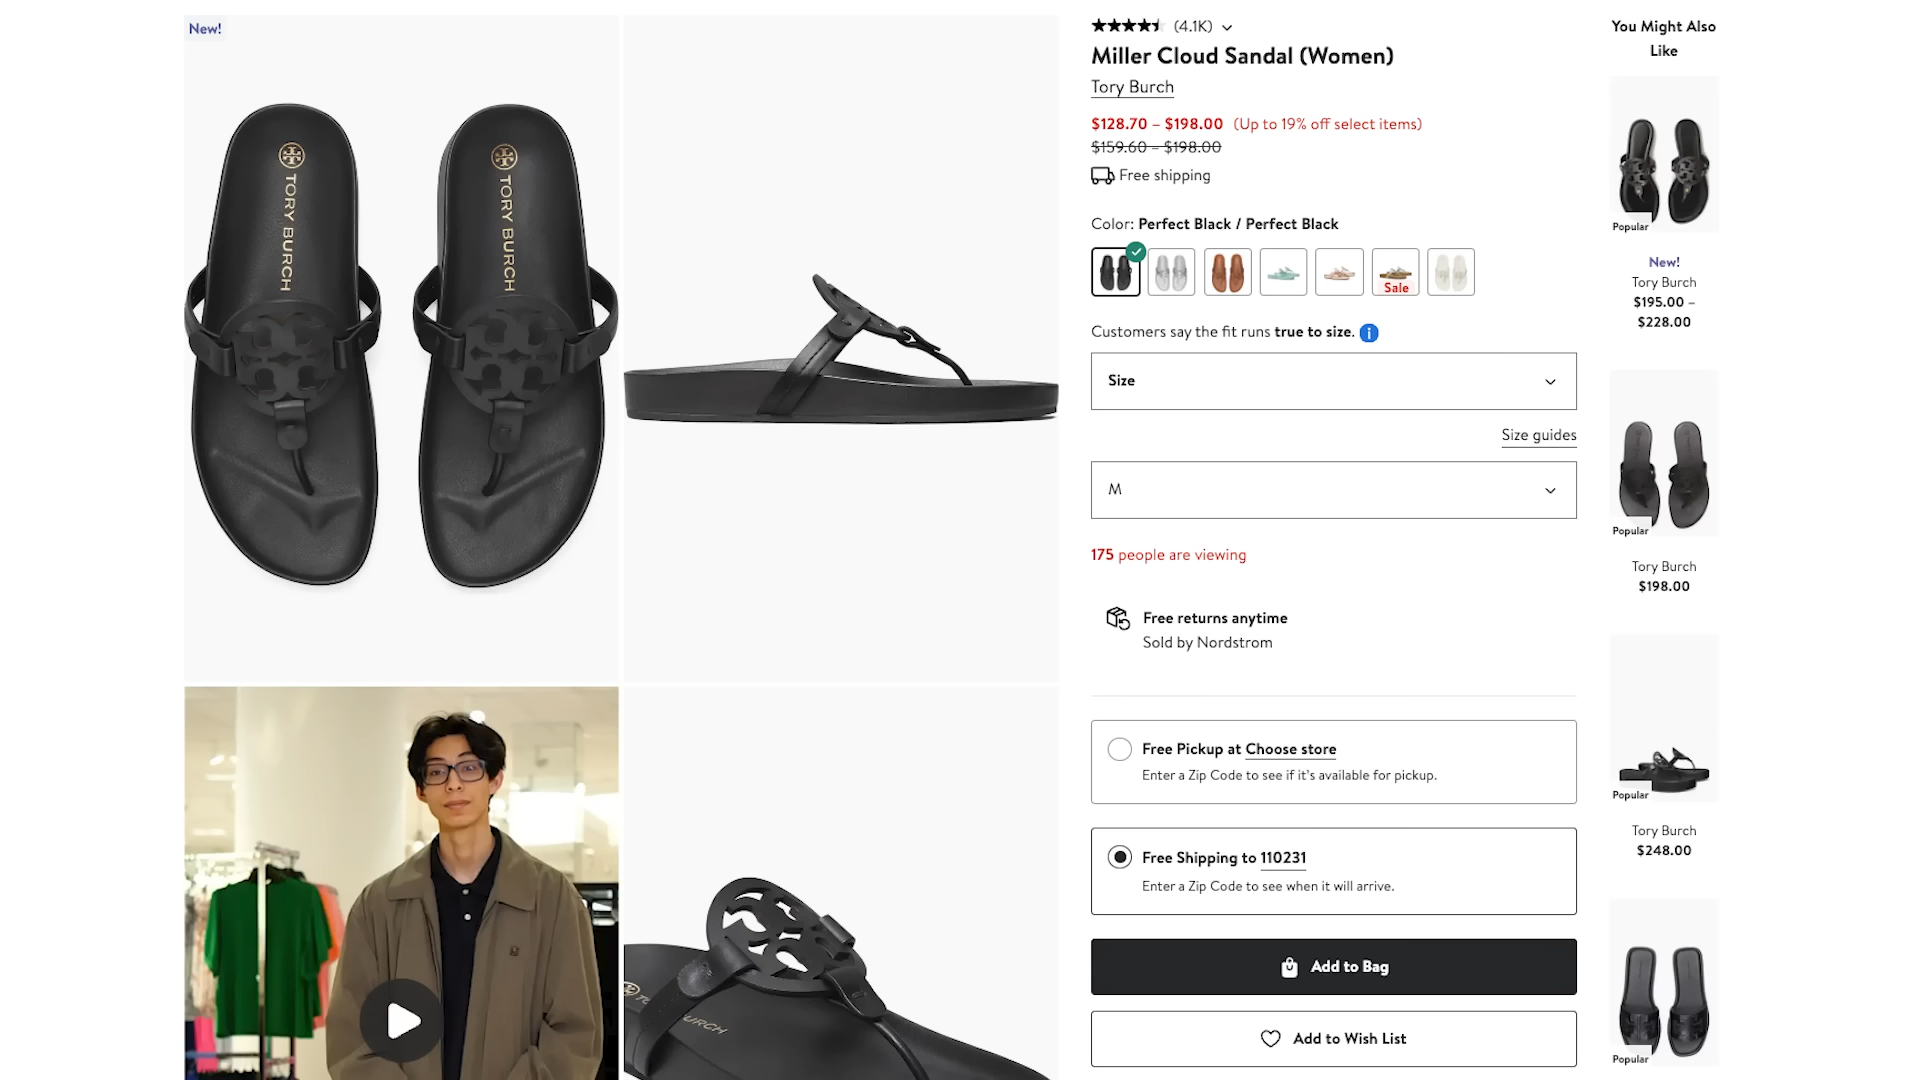 New!
TORY BURCH
TORY BURCH
(4.1K)
Miller Cloud Sandal (Women)
Tory Burch
$128.70 – $198.00 (Up to 19% off select items)
$159.60 – $198.00
Free shipping
Color: Perfect Black / Perfect Black
Sale
Customers say the fit runs true to size.
Size
Size guides
M
175 people are viewing
Free returns anytime
Sold by Nordstrom
Free Pickup at Choose store
Enter a Zip Code to see if it's available for pickup.
Free Shipping to 110231
Enter a Zip Code to see when it will arrive.
Add to Bag
Add to Wish List
You Might Also
Like
Popular
New!
Tory Burch
$195.00 –
$228.00
Popular
Tory Burch
$198.00
Popular
Tory Burch
$248.00
Popular